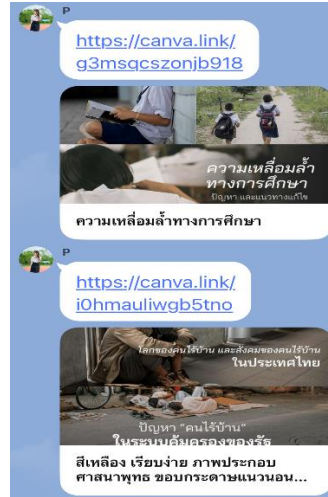 P
https://canva.link/
g3msqcszonjb918
ความเหลื่อมล้ำ
ทางการศึกษา
ปัญหา และแนวทางแก้ไข
ความเหลื่อมล้ำทางการศึกษา
P
https://canva.link/
i0hmauliwgb5tno
โลกของคนไร้บ้าน และสังคมของคนไร้บ้าน
ในประเทศไทย
ปัญหา "คนไร้บ้าน"
ในระบบคุ้มครองของรัฐ
สีเหลือง เรียบง่าย ภาพประกอบ
ศาสนาพุทธ ขอบกระดาษแนวนอน...